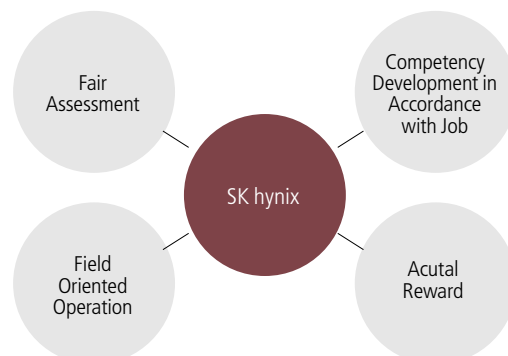 Fair
Assessment
Competency
Development in
Accordance
with Job
SK hynix
Field
Oriented
Operation
Acutal
Reward